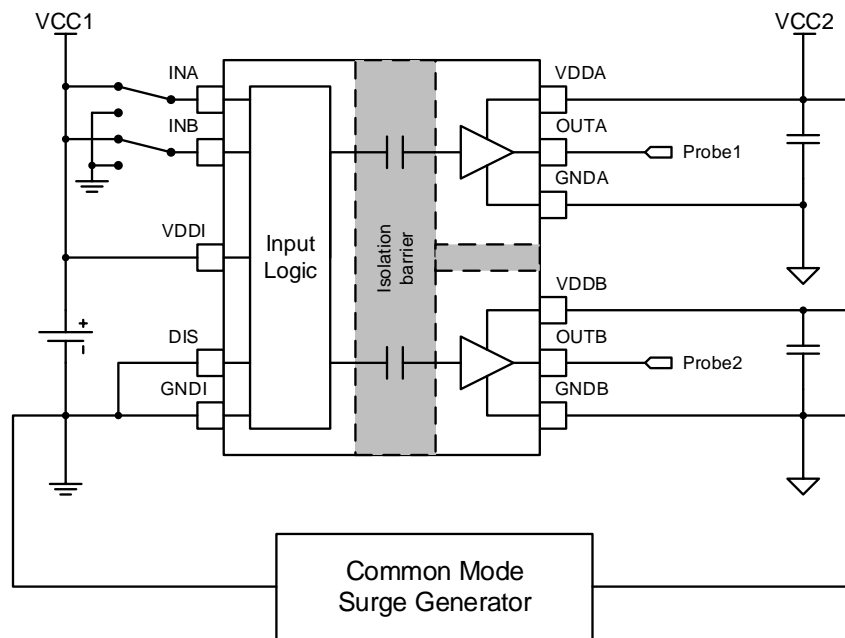 VCC1
VCC2
INA
VDDA
INB
OUTA
Probe1
GNDA
VDDI
Input
Logic
Isolation
barrier
VDDB
+
DIS
OUTB
Probe2
GNDI
GNDB
Common Mode
Surge Generator